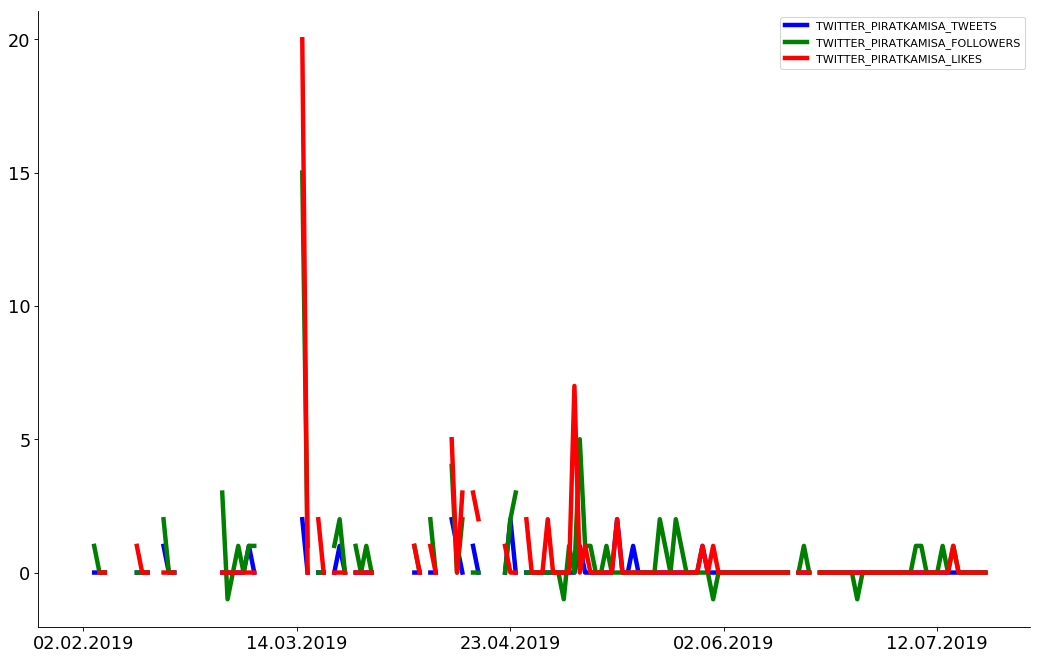 TWITTER_PIRATKAMISA_TWEETS
TWITTER_PIRATKAMISA_FOLLOWERS
TWITTER_PIRATKAMISA_LIKES
20
15
10
5
0
02.02.2019 14.03.2019 23.04.2019 02.06.2019 12.07.2019